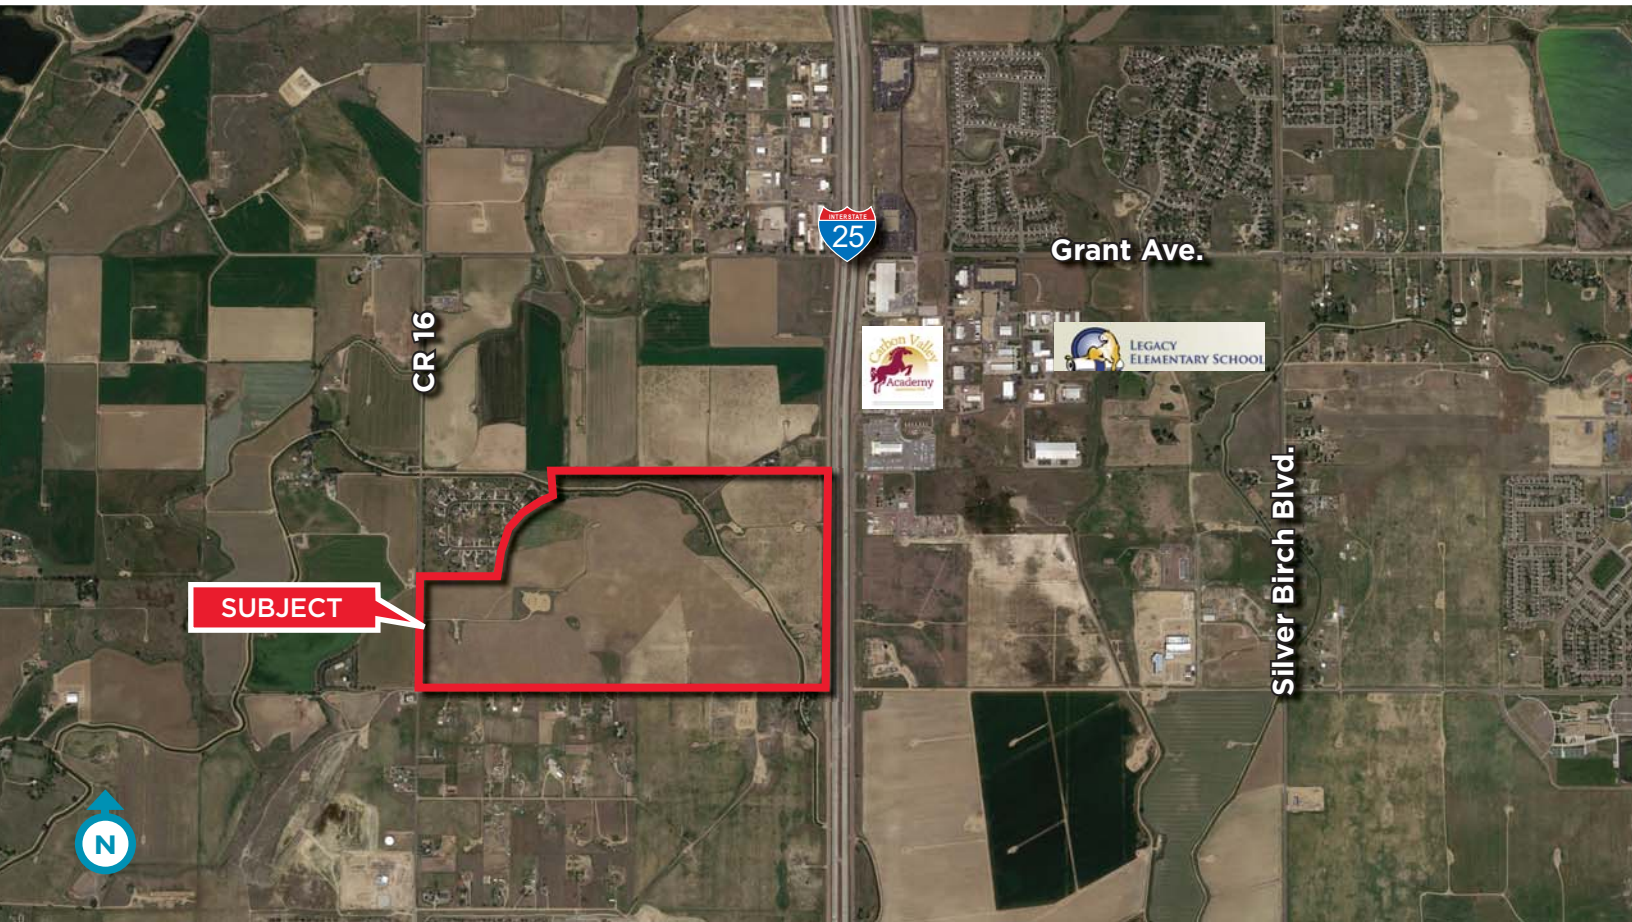 INTERSTATE
25
Grant Ave.
CR 16
Carbon Valley
Academy
LEGACY
ELEMENTARY SCHOOL
Silver Birch Blvd.
SUBJECT
N